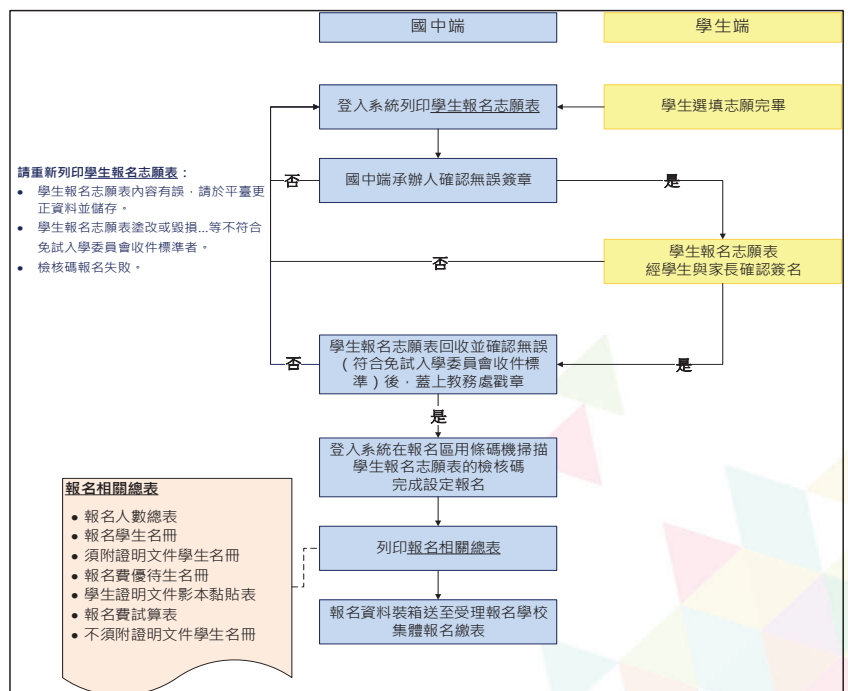 國中端
學生端
登入系統列印學生報名志願表
學生選填志願完畢
請重新列印學生報名志願表：
• 學生報名志願表內容有誤，請於平臺更
正資料並儲存。
• 學生報名志願表塗改或毀損...等不符合
免試入學委員會收件標準者。
• 檢核碼報名失敗。
否
國中端承辦人確認無誤簽章
是
否
學生報名志願表
經學生與家長確認簽名
否
學生報名志願表回收並確認無誤
（符合免試入學委員會收件標
準）後，蓋上教務處戳章
是
是
登入系統在報名區用條碼機掃描
學生報名志願表的檢核碼
完成設定報名
報名相關總表
• 報名人數總表
• 報名學生名冊
• 須附證明文件學生名冊
• 報名費優待生名冊
• 學生證明文件影本黏貼表
• 報名費試算表
• 不須附證明文件學生名冊
列印報名相關總表
報名資料裝箱送至受理報名學校
集體報名繳表